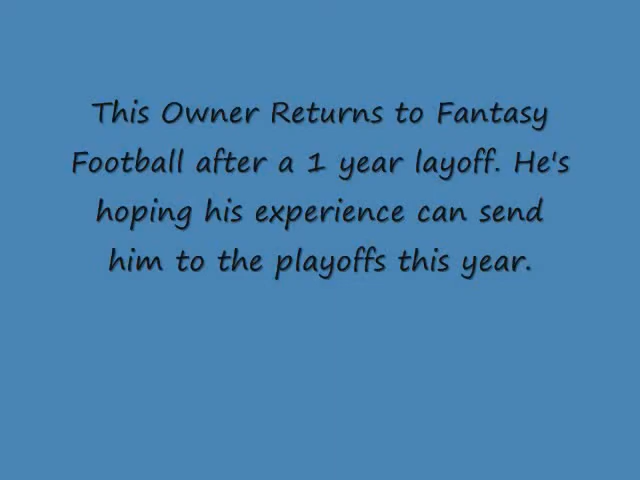 This Owner Returns to Fantasy
Football after a 1 year layoff. He's
hoping his experience can send
him to the playoffs this year.